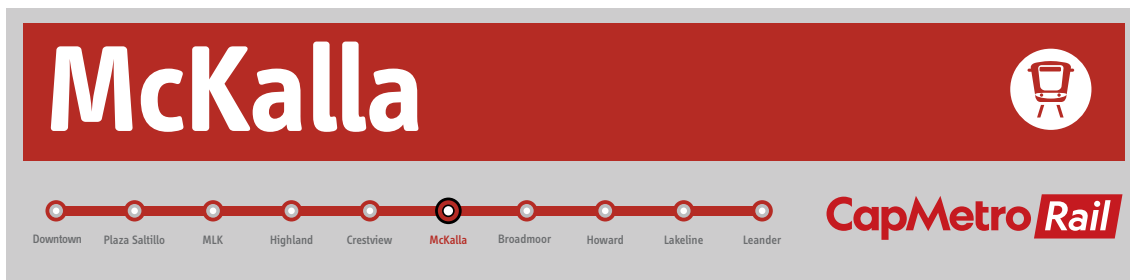 McKalla
Downtown Plaza Saltillo MLK Highland Crestview McKalla Broadmoor Howard Lakeline Leander
CapMetro Rail